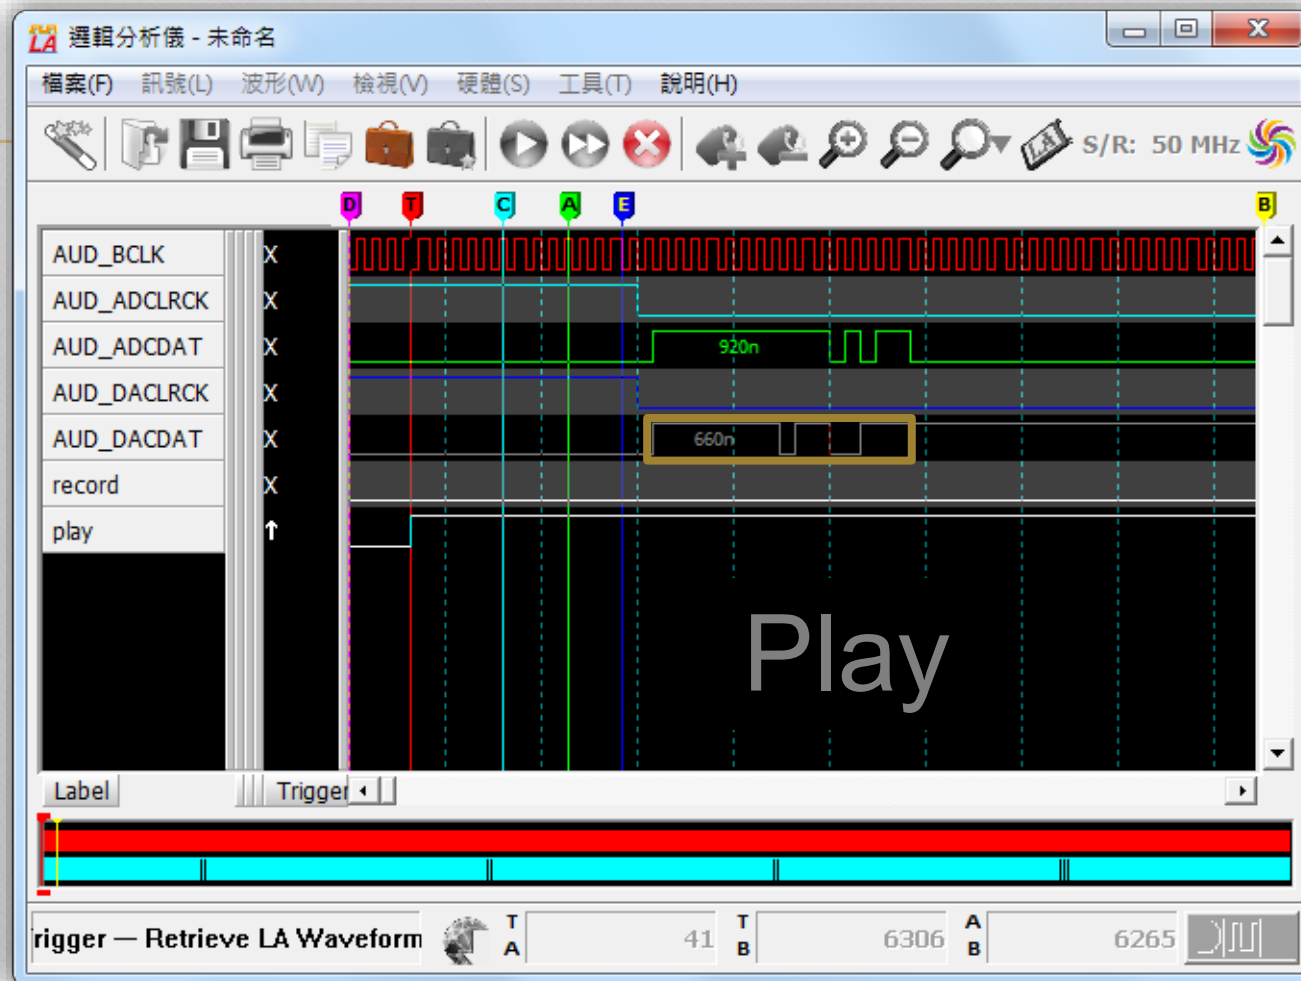 LA 邏輯分析儀 - 未命名
檔案(F) 訊號(L) 波形(W) 檢視(V) 硬體(S) 工具(T) 說明(H)
LA S/R: 50 MHz
D T C A E B
AUD_BCLK X
AUD_ADCLRCK X
AUD_ADCDAT X 920n
AUD_DACLRCK X
AUD_DACDAT X 660n
record X
play
Play
Label Trigger
rigger — Retrieve LA Waveform T A 41 T B 6306 A B 6265